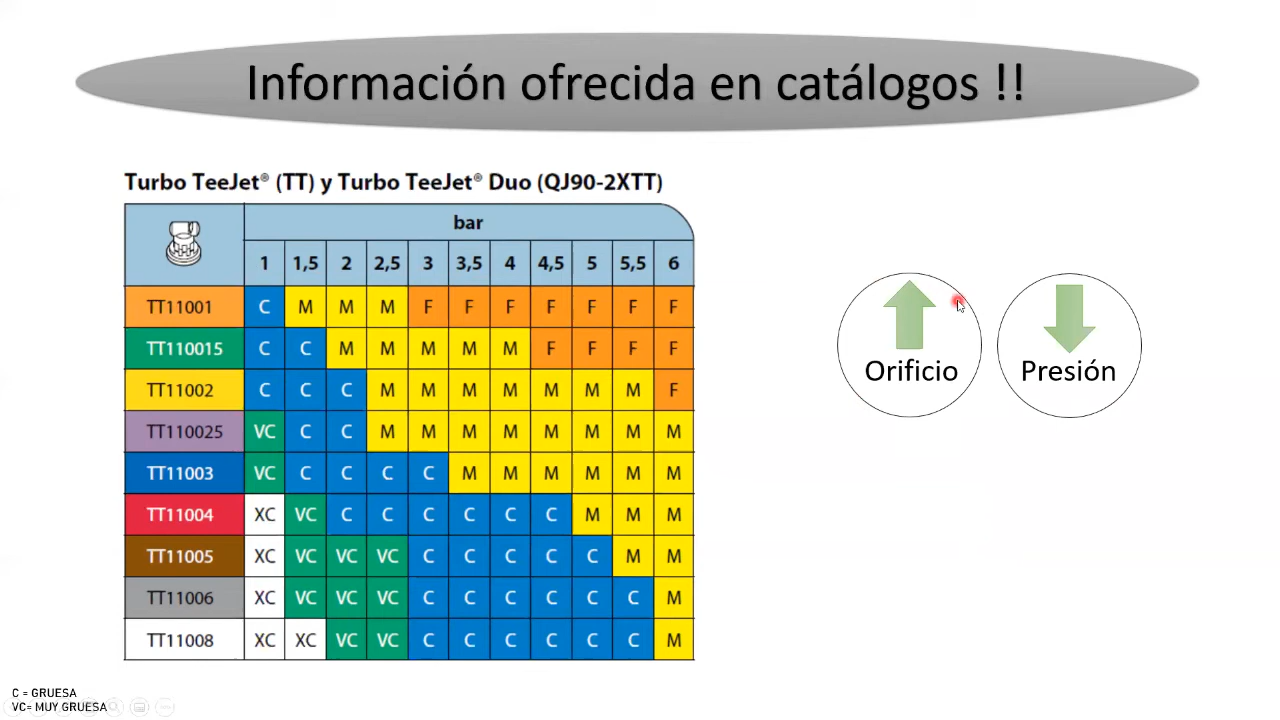 Información ofrecida en catálogos !!
Turbo TeeJet® (TT) y Turbo TeeJet® Duo (QJ90-2XTT)
bar
1 1,5 2 2,5 3 3,5 4 4,5 5 5,5 6
TT11001 C M M M F F F F F F F
TT110015 C C M M M M M F F F F
TT11002 C C C M M M M M M M F
TT110025 VC C C M M M M M M M M
TT11003 VC C C C C M M M M M M
TT11004 XC VC C C C C C C M M M
TT11005 XC VC VC VC C C C C C M M
TT11006 XC VC VC VC C C C C C C M
TT11008 XC XC VC VC C C C C C C M
Orificio
Presión
C = GRUESA
VC= MUY GRUESA